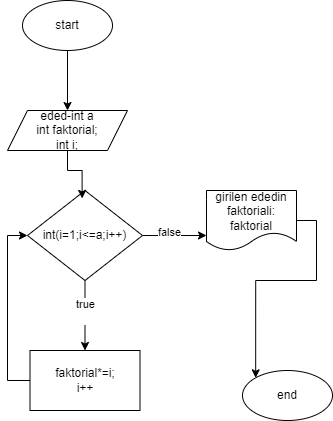 start
eded-int a
int faktorial;
int i;
int(i=1;i<=a;i++)
false
girilen ededin
faktoriali:
faktorial
true
faktorial*=i;
i++
end